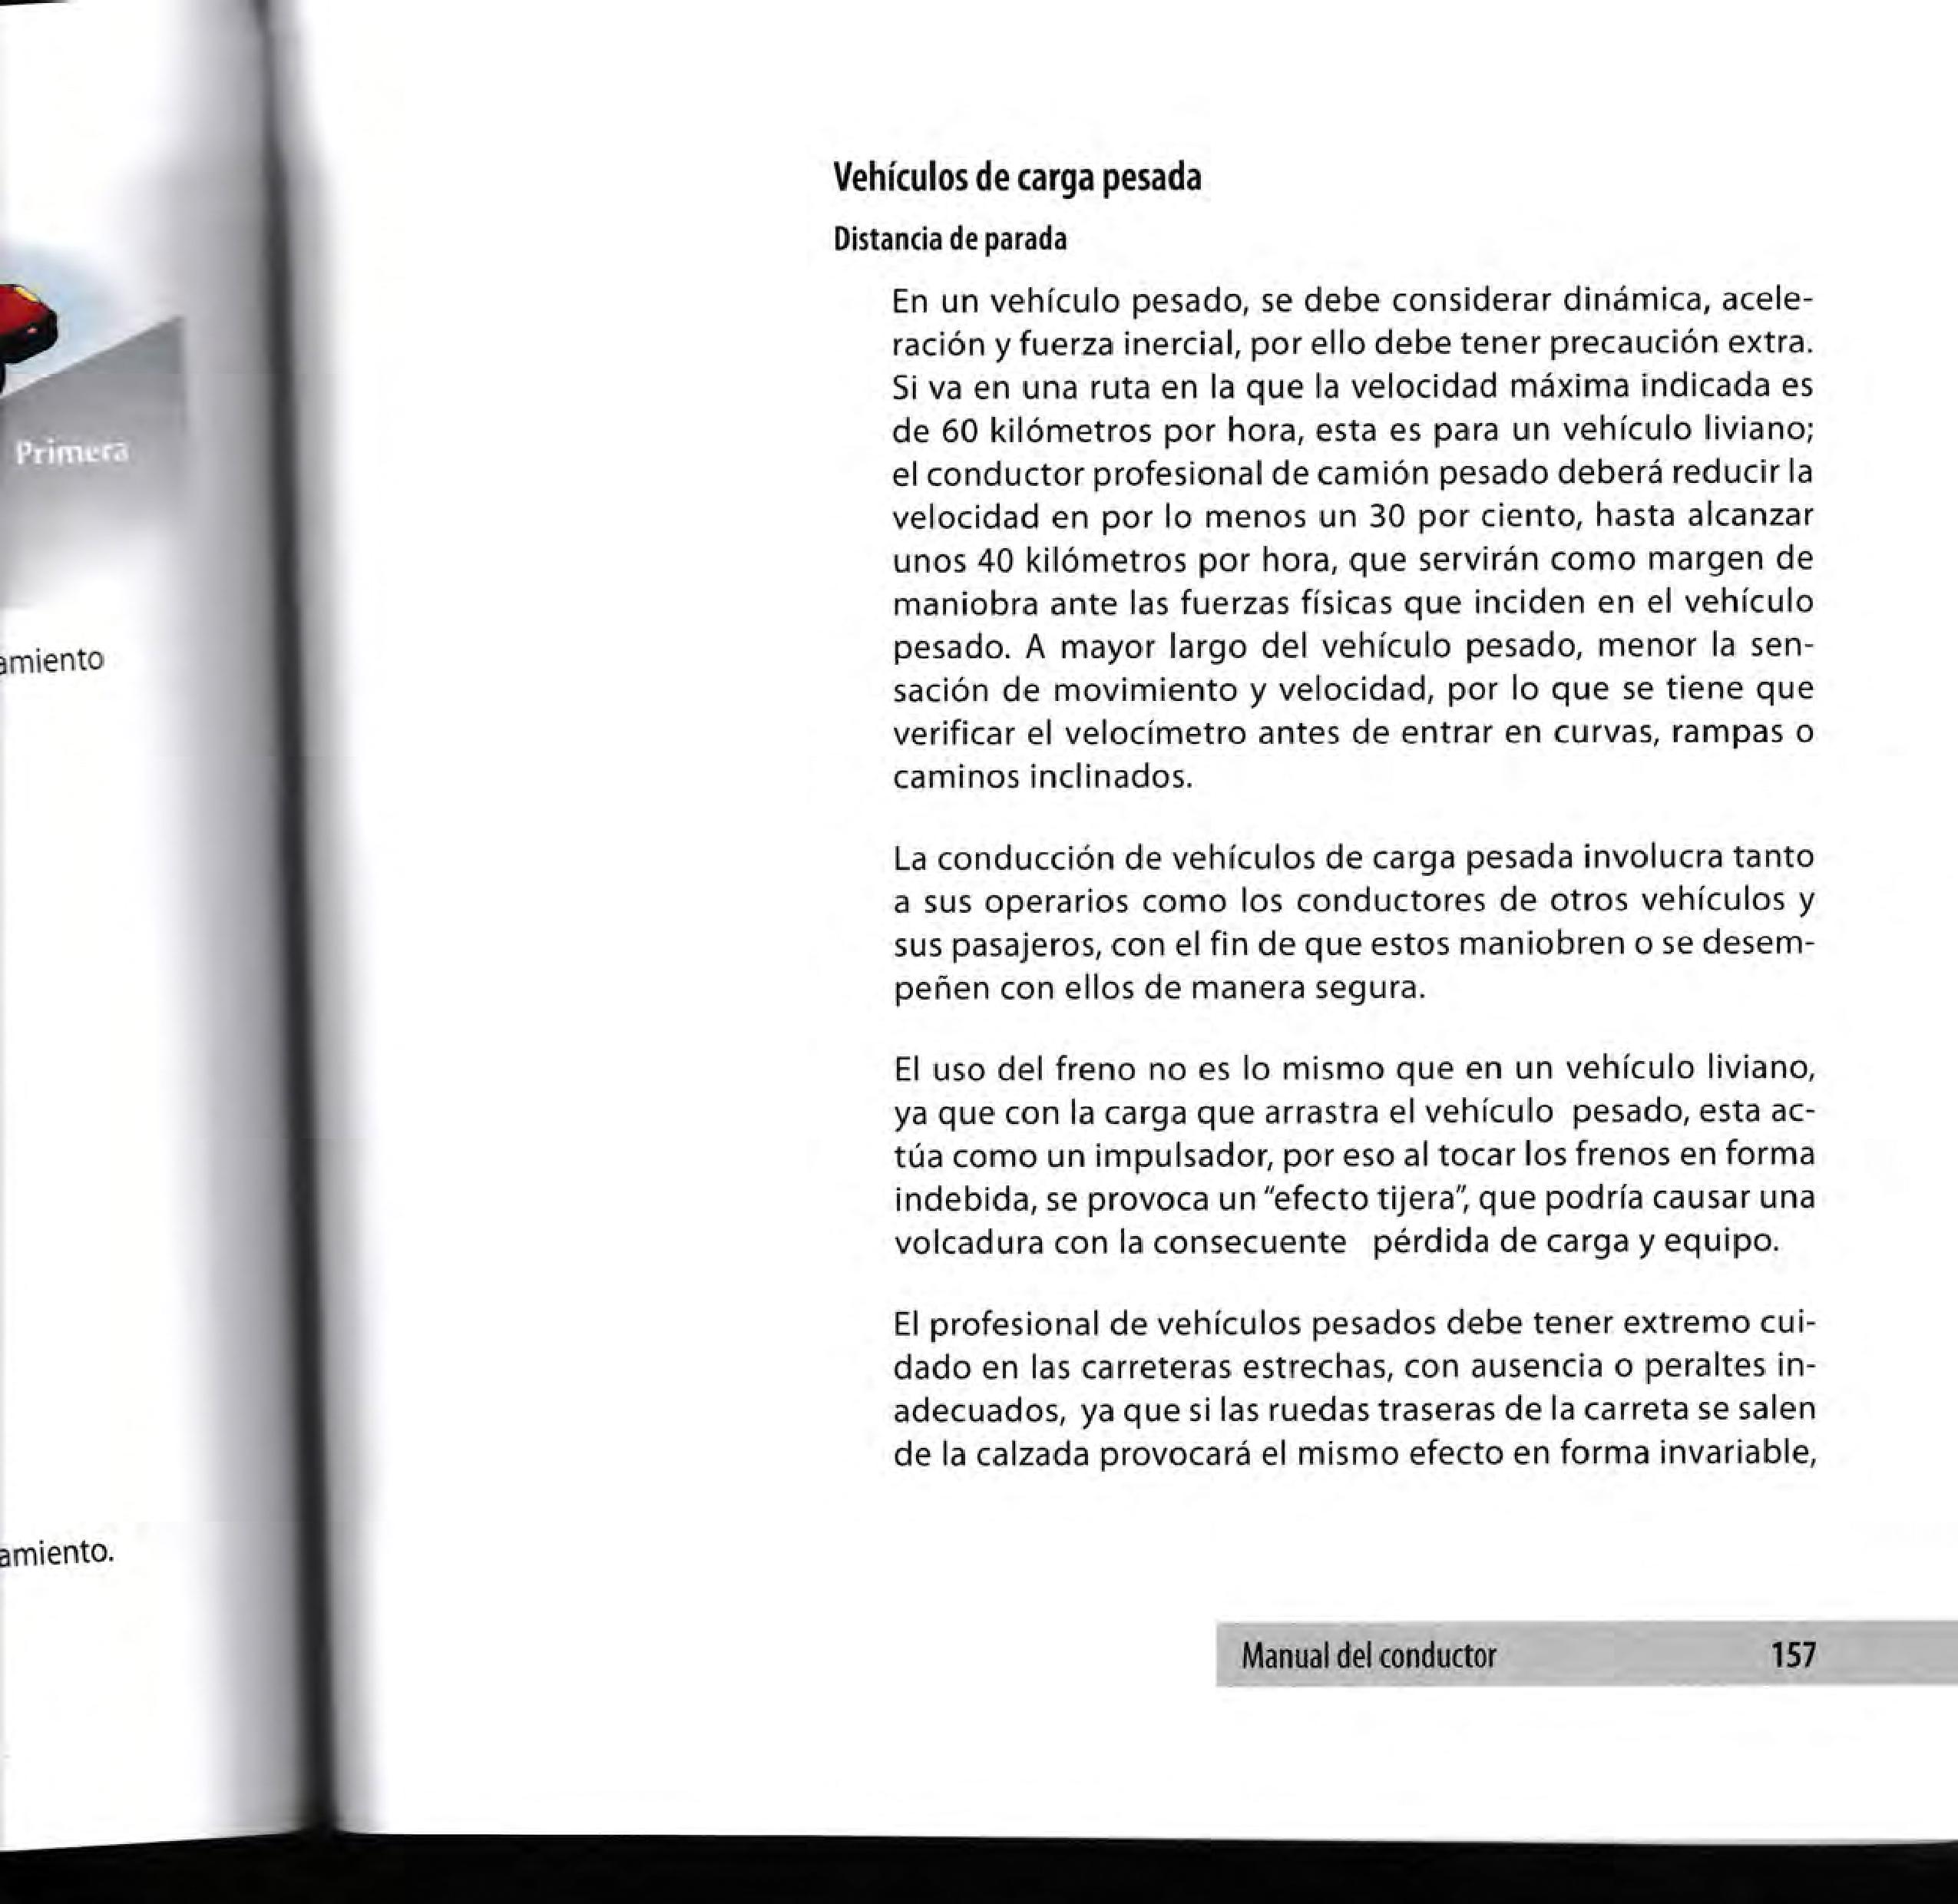 Primera
amiento
amiento.
Vehículos de carga pesada
Distancia de parada
En un vehículo pesado, se debe considerar dinámica, acele-
ración y fuerza inercial, por ello debe tener precaución extra.
Si va en una ruta en la que la velocidad máxima indicada es
de 60 kilómetros por hora, esta es para un vehículo liviano;
el conductor profesional de camión pesado deberá reducir la
velocidad en por lo menos un 30 por ciento, hasta alcanzar
unos 40 kilómetros por hora, que servirán como margen de
maniobra ante las fuerzas físicas que inciden en el vehículo
pesado. A mayor largo del vehículo pesado, menor la sen-
sación de movimiento y velocidad, por lo que se tiene que
verificar el velocímetro antes de entrar en curvas, rampas o
caminos inclinados.
La conducción de vehículos de carga pesada involucra tanto
a sus operarios como los conductores de otros vehículos y
sus pasajeros, con el fin de que estos maniobren o se desem-
peñen con ellos de manera segura.
El uso del freno no es lo mismo que en un vehículo liviano,
ya que con la carga que arrastra el vehículo pesado, esta ac-
túa como un impulsador, por eso al tocar los frenos en forma
indebida, se provoca un “efecto tijera”, que podría causar una
volcadura con la consecuente pérdida de carga y equipo.
El profesional de vehículos pesados debe tener extremo cui-
dado en las carreteras estrechas, con ausencia o peraltes in-
adecuados, ya que si las ruedas traseras de la carreta se salen
de la calzada provocará el mismo efecto en forma invariable,
Manual del conductor 157